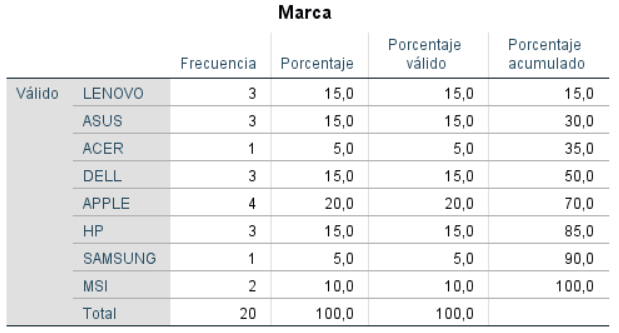 Marca
Frecuencia Porcentaje Porcentaje válido Porcentaje acumulado
Válido LENOVO 3 15,0 15,0 15,0
ASUS 3 15,0 15,0 30,0
ACER 1 5,0 5,0 35,0
DELL 3 15,0 15,0 50,0
APPLE 4 20,0 20,0 70,0
HP 3 15,0 15,0 85,0
SAMSUNG 1 5,0 5,0 90,0
MSI 2 10,0 10,0 100,0
Total 20 100,0 100,0